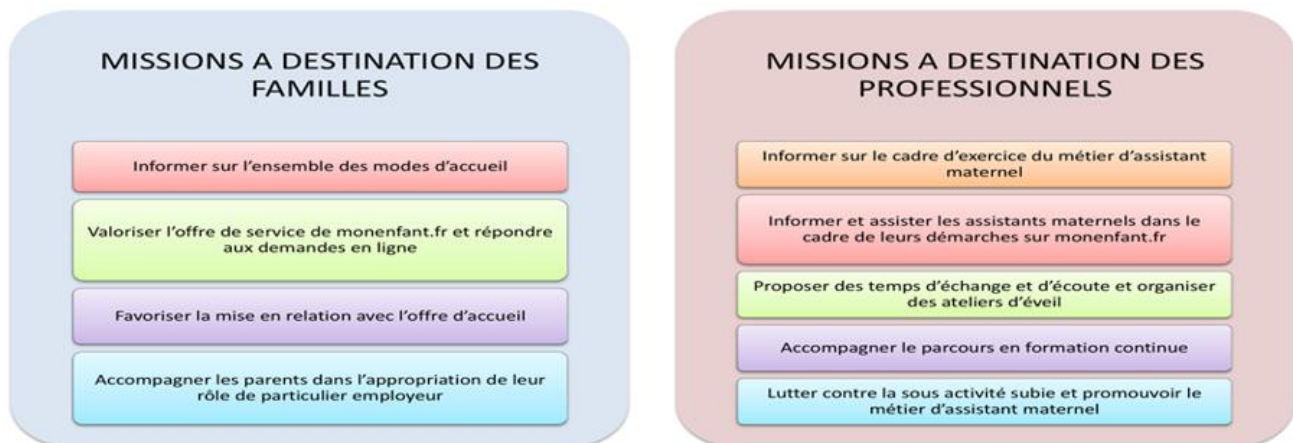 MISSIONS A DESTINATION DES
FAMILLES
Informer sur l'ensemble des modes d'accueil
Valoriser l'offre de service de monenfant.fr et répondre
aux demandes en ligne
Favoriser la mise en relation avec l'offre d'accueil
Accompagner les parents dans l'appropriation de leur
rôle de particulier employeur
MISSIONS A DESTINATION DES
PROFESSIONNELS
Informer sur le cadre d'exercice du métier d'assistant
maternel
Informer et assister les assistants maternels dans le
cadre de leurs démarches sur monenfant.fr
Proposer des temps d'échange et d'écoute et organiser
des ateliers d'éveil
Accompagner le parcours en formation continue
Lutter contre la sous activité subie et promouvoir le
métier d'assistant maternel